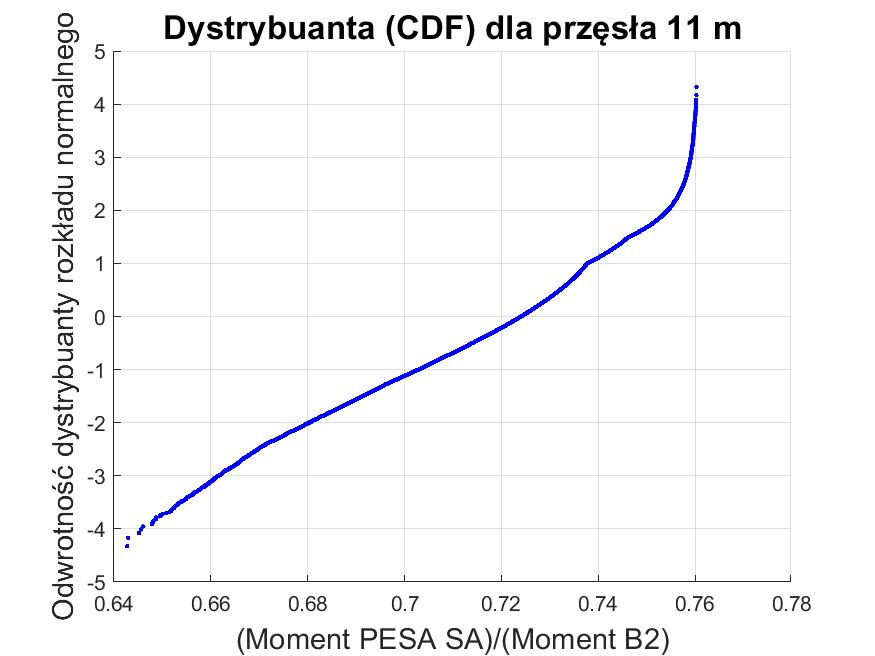 Dystrybuanta (CDF) dla przęsła 11 m
Odwrotność dystrybuanty rozkładu normalnego
5
4
3
2
1
0
-1
-2
-3
-4
-5
0.64 0.66 0.68 0.7 0.72 0.74 0.76 0.78
(Moment PESA SA)/(Moment B2)